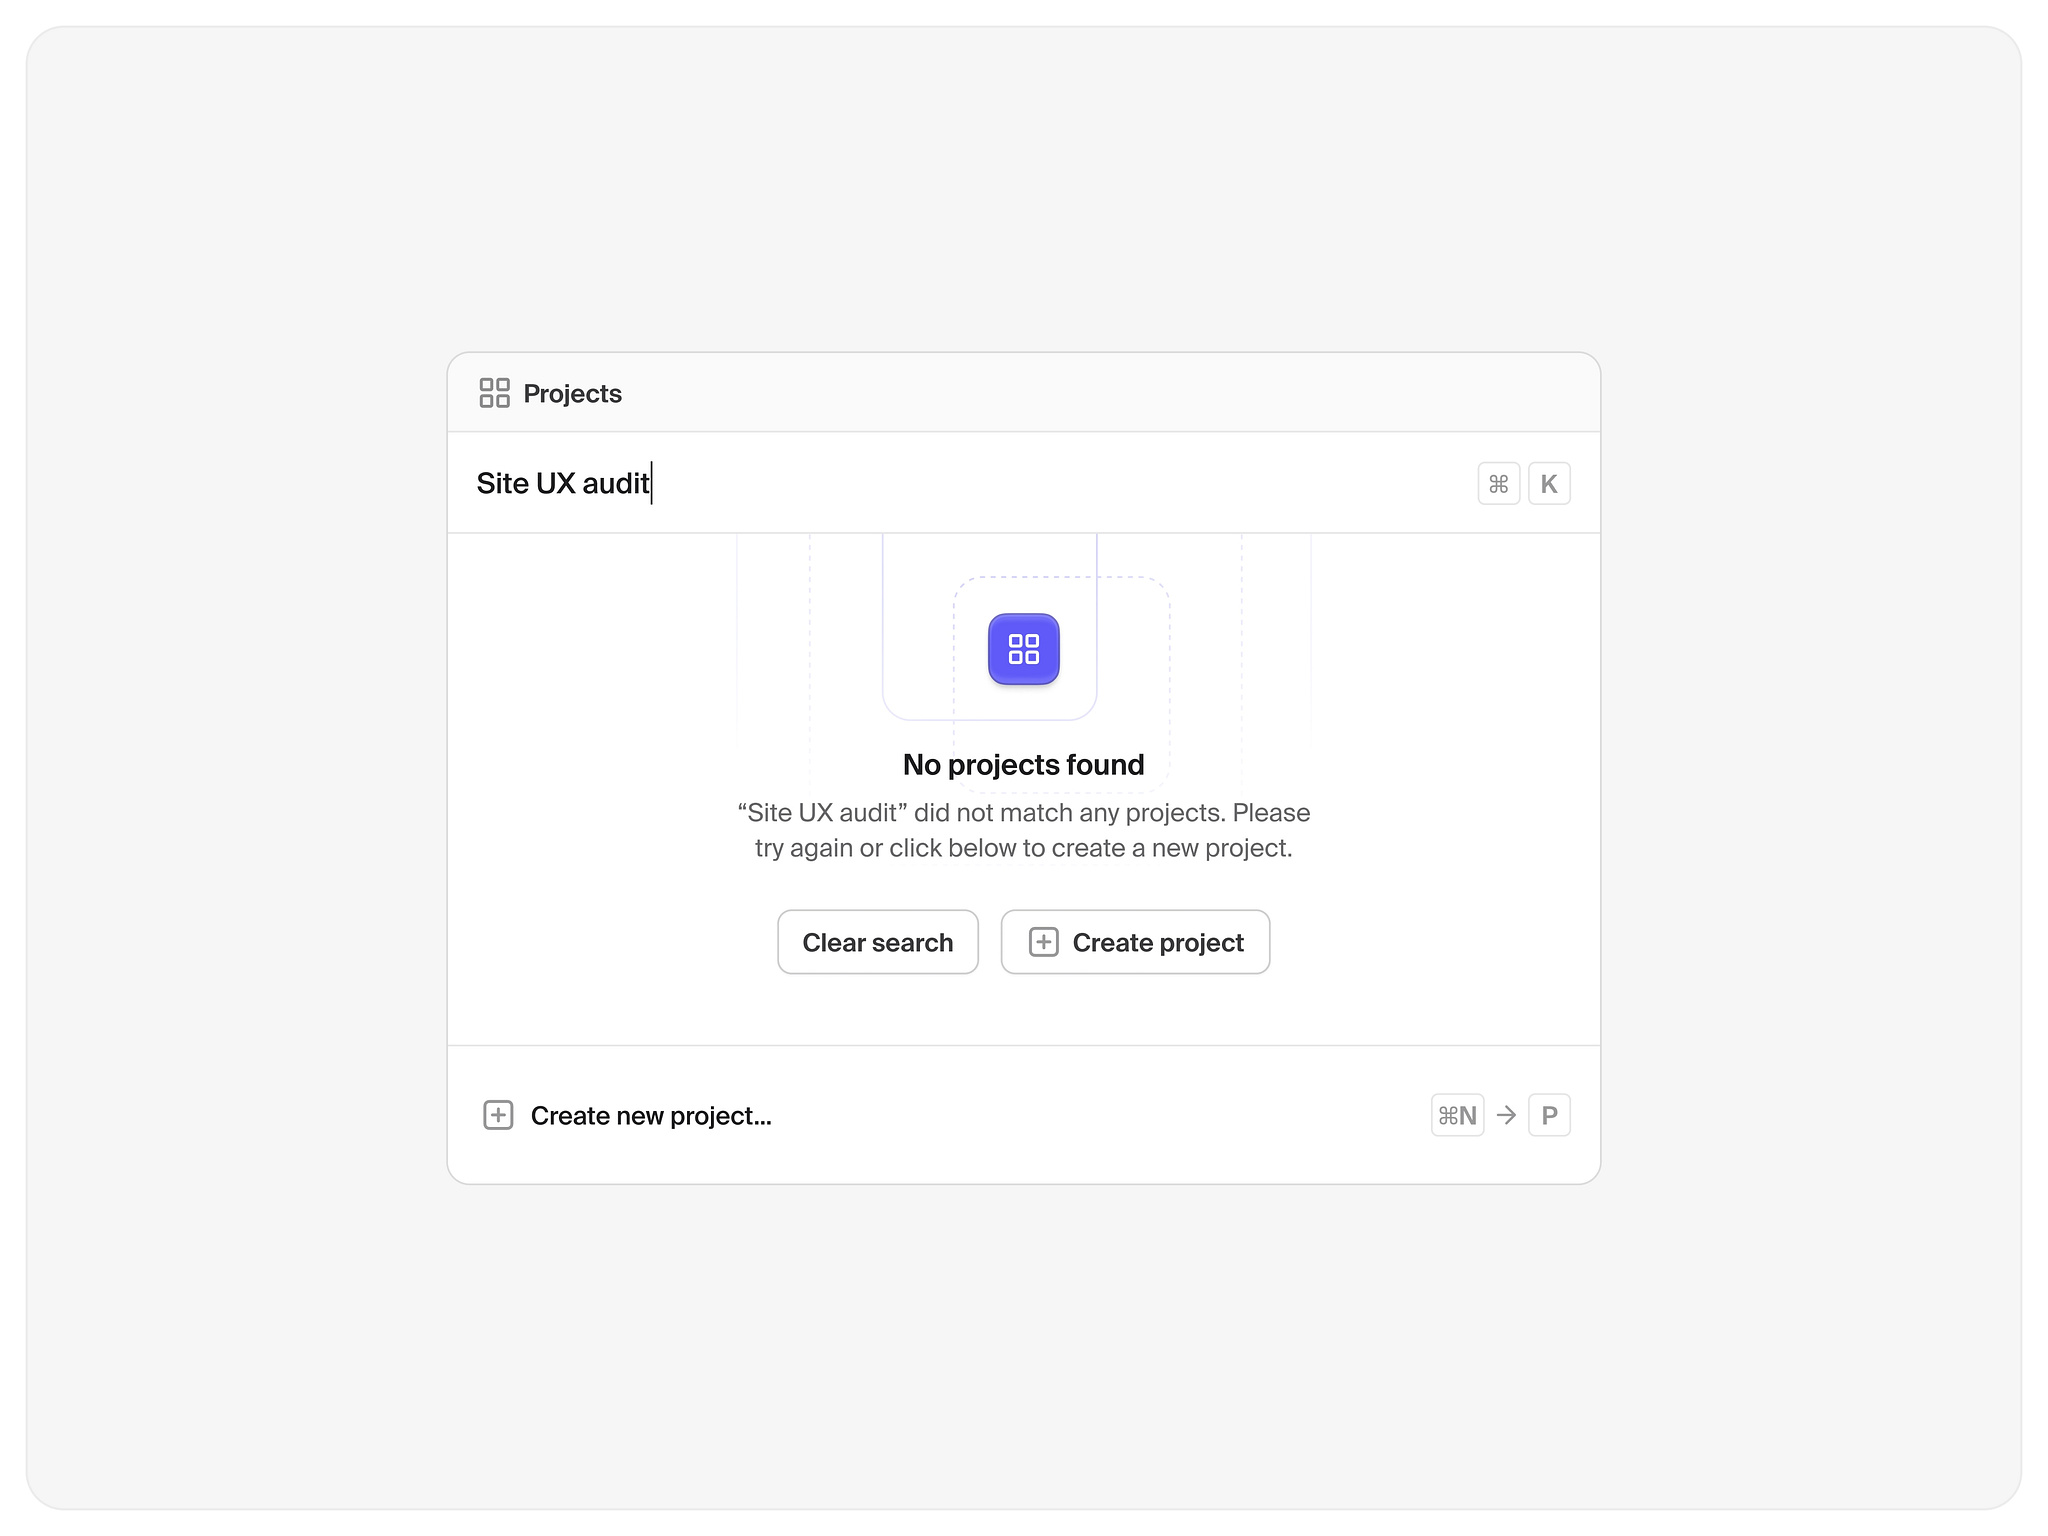 Projects
Site UX audit
⌘ K
No projects found
“Site UX audit” did not match any projects. Please
try again or click below to create a new project.
Clear search
Create project
Create new project...
⌘N → P